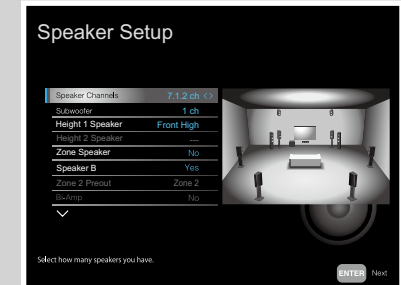 Speaker Setup
Speaker Channels 7.1.2 ch <>
Subwoofer 1 ch
Height 1 Speaker Front High
Height 2 Speaker ---
Zone Speaker No
Speaker B Yes
Zone 2 Preout Zone 2
Bi-Amp No
Select how many speakers you have.
ENTER Next